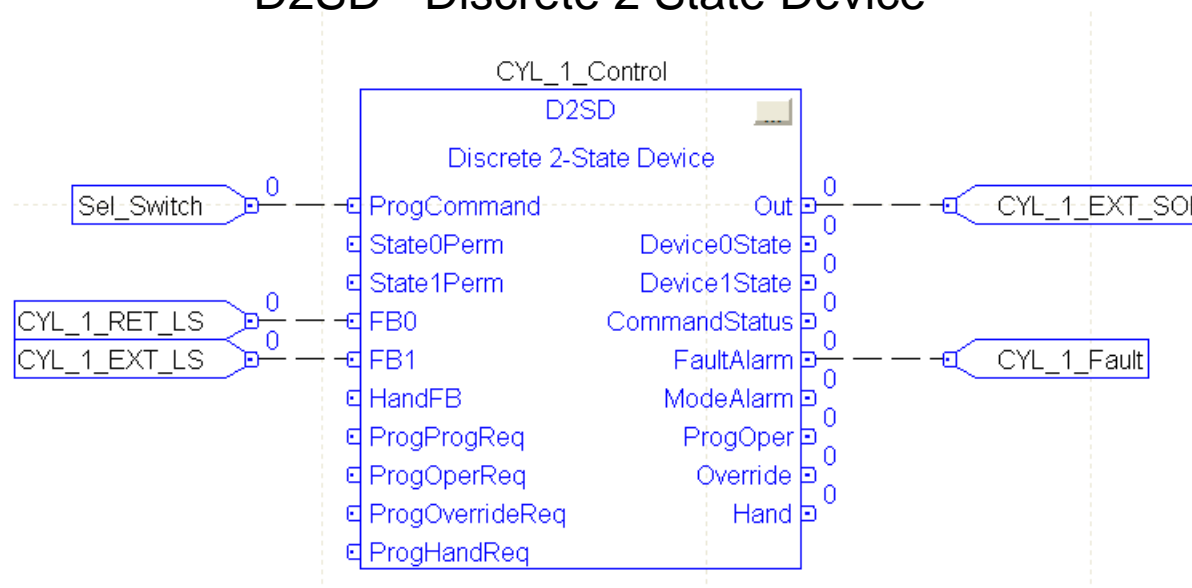 D2SD - Discrete 2 State Device
CYL_1_Control
D2SD
...
Discrete 2-State Device
Sel_Switch 0 ProgCommand Out 0 CYL_1_EXT_SOL
State0Perm Device0State 0
State1Perm Device1State 0
CYL_1_RET_LS 0 FB0 CommandStatus 0
CYL_1_EXT_LS 0 FB1 FaultAlarm 0 CYL_1_Fault
HandFB ModeAlarm 0
ProgProgReq ProgOper 0
ProgOperReq Override 0
ProgOverrideReq Hand 0
ProgHandReq